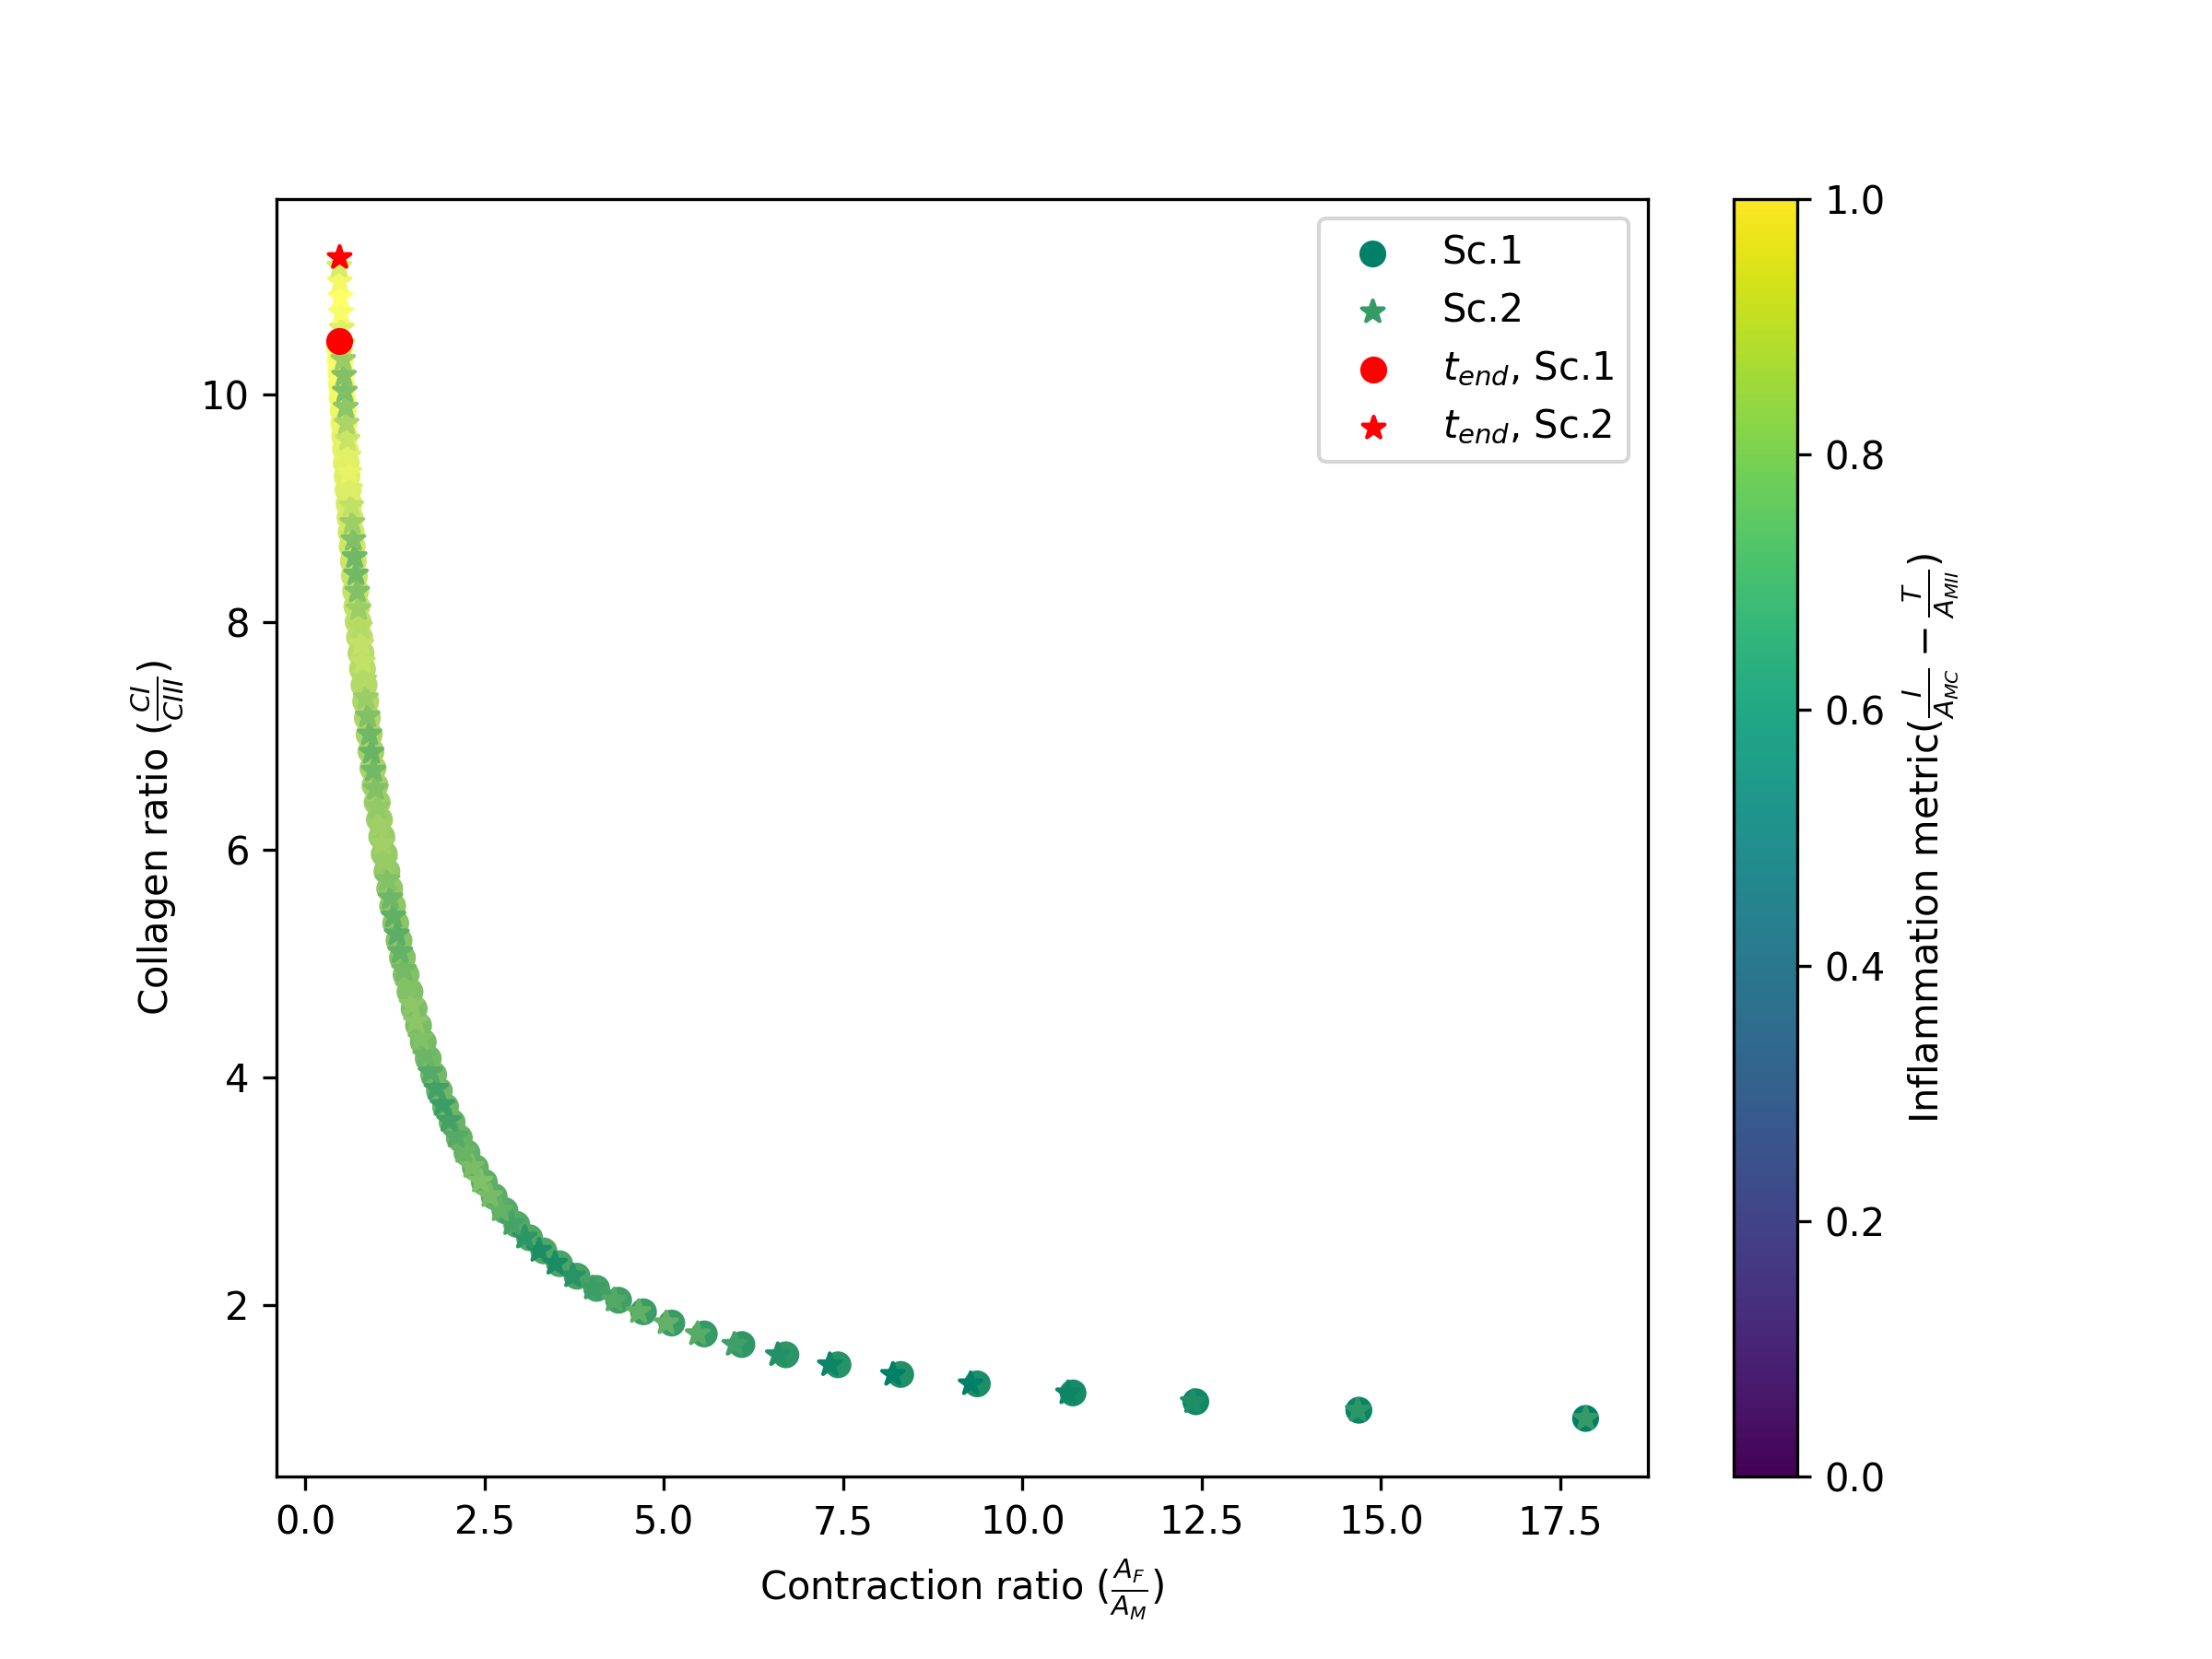 Sc.1
Sc.2
t_end, Sc.1
t_end, Sc.2
10
8
6
4
2
0.0 2.5 5.0 7.5 10.0 12.5 15.0 17.5
Contraction ratio (A_F/A_M)
Collagen ratio (CI/CIII)
1.0
0.8
0.6
0.4
0.2
0.0
Inflammation metric(I/A_MC − T/A_MII)